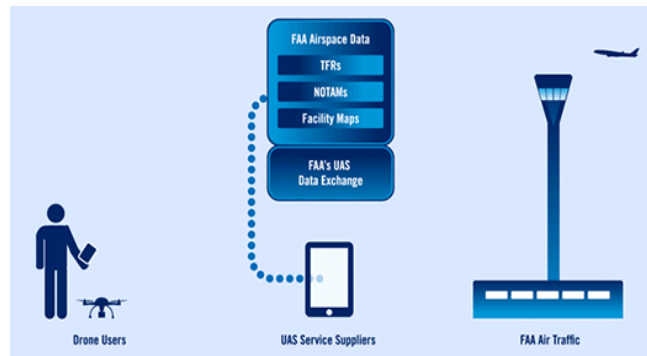 FAA Airspace Data
TFRs
NOTAMs
Facility Maps
FAA's UAS
Data Exchange
Drone Users
UAS Service Suppliers
FAA Air Traffic